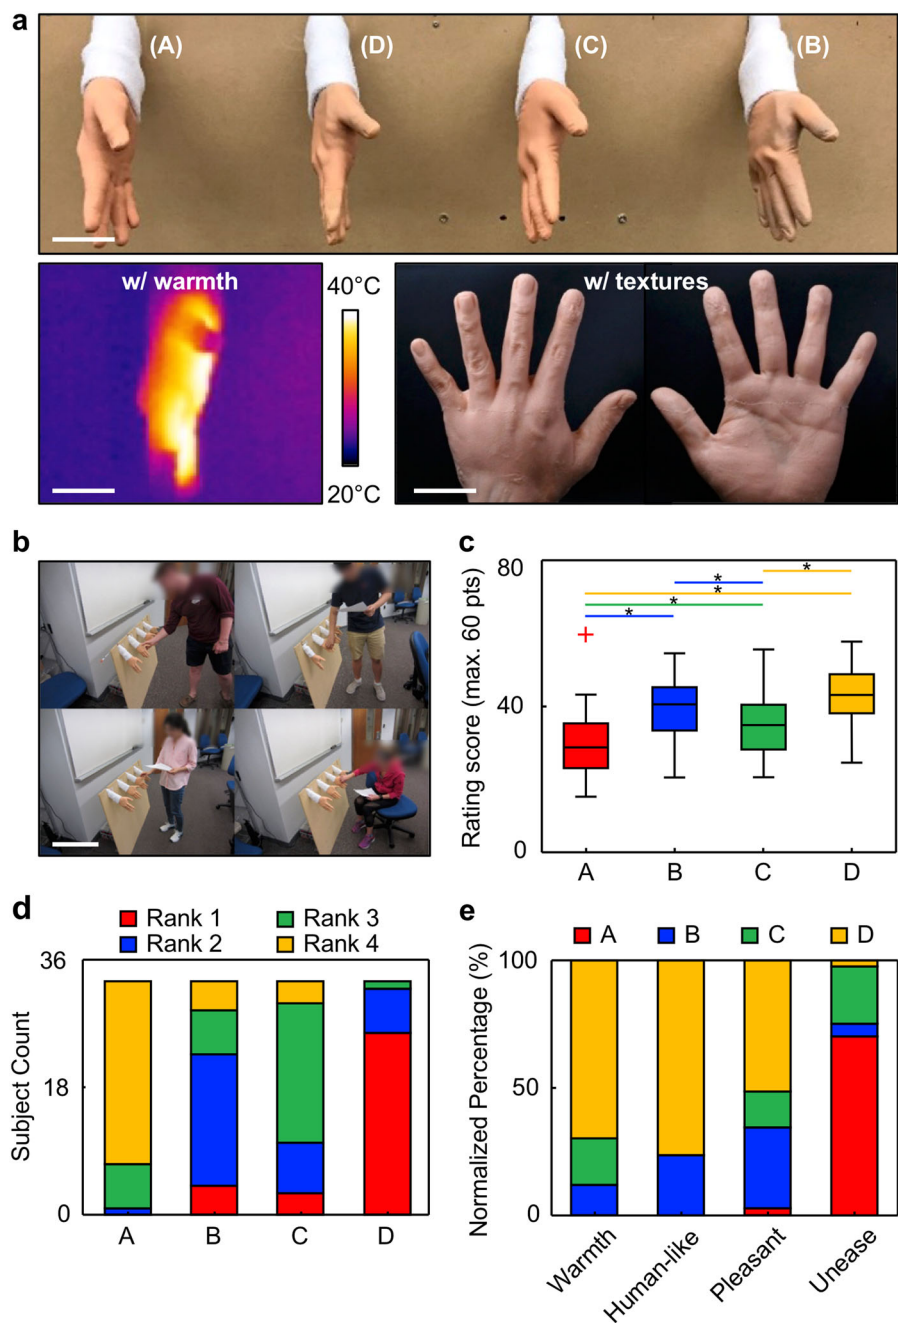 a
(A) (D) (C) (B)
w/ warmth
40°C
20°C
w/ textures
b
c
Rating score (max. 60 pts)
80
40
0
* *
* *
*
+
A B C D
d
Rank 1 Rank 3
Rank 2 Rank 4
Subject Count
36
18
0
A B C D
e
A B C D
Normalized Percentage (%)
100
50
0
Warmth
Human-like
Pleasant
Unease